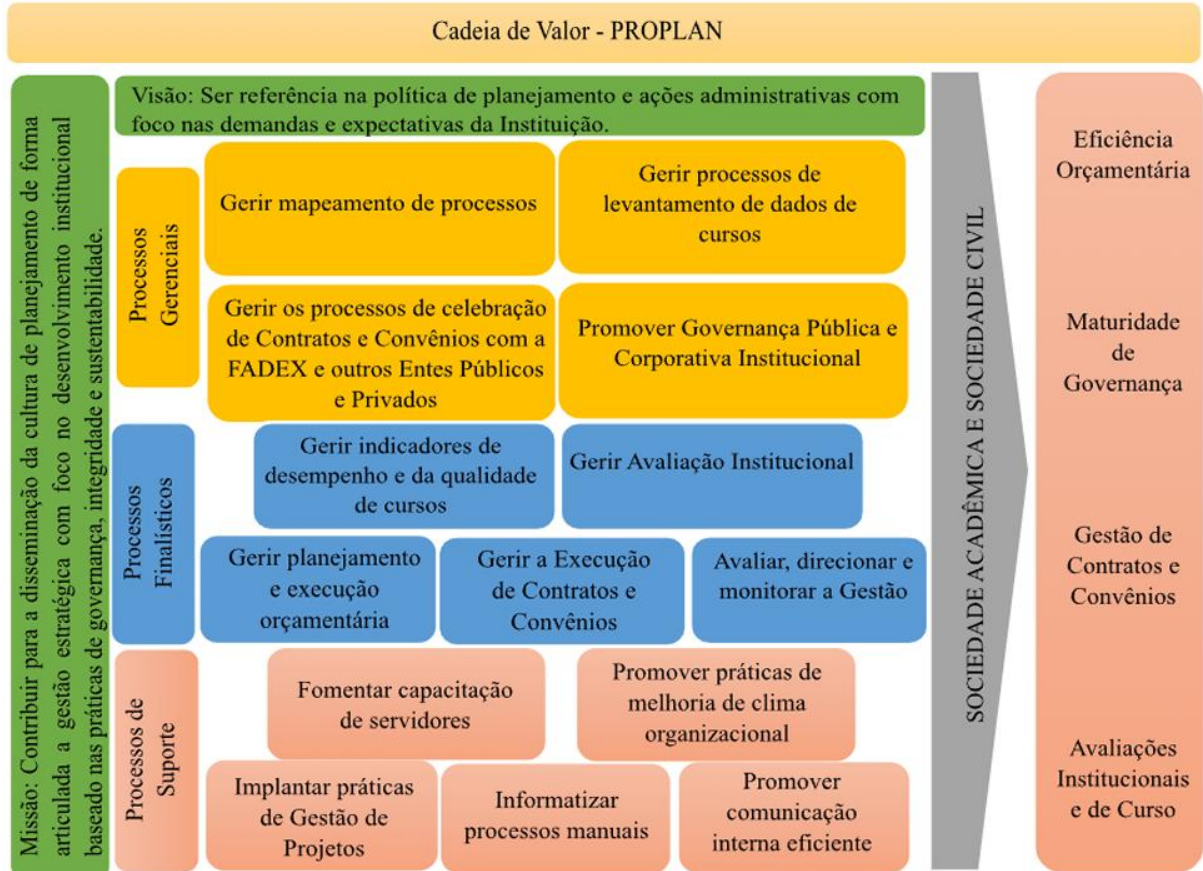 Cadeia de Valor - PROPLAN
Missão: Contribuir para a disseminação da cultura de planejamento de forma
articulada a gestão estratégica com foco no desenvolvimento institucional
baseado nas práticas de governança, integridade e sustentabilidade.
Visão: Ser referência na política de planejamento e ações administrativas com
foco nas demandas e expectativas da Instituição.
Processos
Gerenciais
Gerir mapeamento de processos
Gerir processos de
levantamento de dados de
cursos
Gerir os processos de celebração
de Contratos e Convênios com a
FADEX e outros Entes Públicos
e Privados
Promover Governança Pública e
Corporativa Institucional
Processos
Finalísticos
Gerir indicadores de
desempenho e da qualidade
de cursos
Gerir Avaliação Institucional
Gerir planejamento
e execução
orçamentária
Gerir a Execução
de Contratos e
Convênios
Avaliar, direcionar e
monitorar a Gestão
Processos de
Suporte
Fomentar capacitação
de servidores
Promover práticas de
melhoria de clima
organizacional
Implantar práticas
de Gestão de
Projetos
Informatizar
processos manuais
Promover
comunicação
interna eficiente
SOCIEDADE ACADÊMICA E SOCIEDADE CIVIL
Eficiência
Orçamentária
Maturidade
de
Governança
Gestão de
Contratos e
Convênios
Avaliações
Institucionais
e de Curso